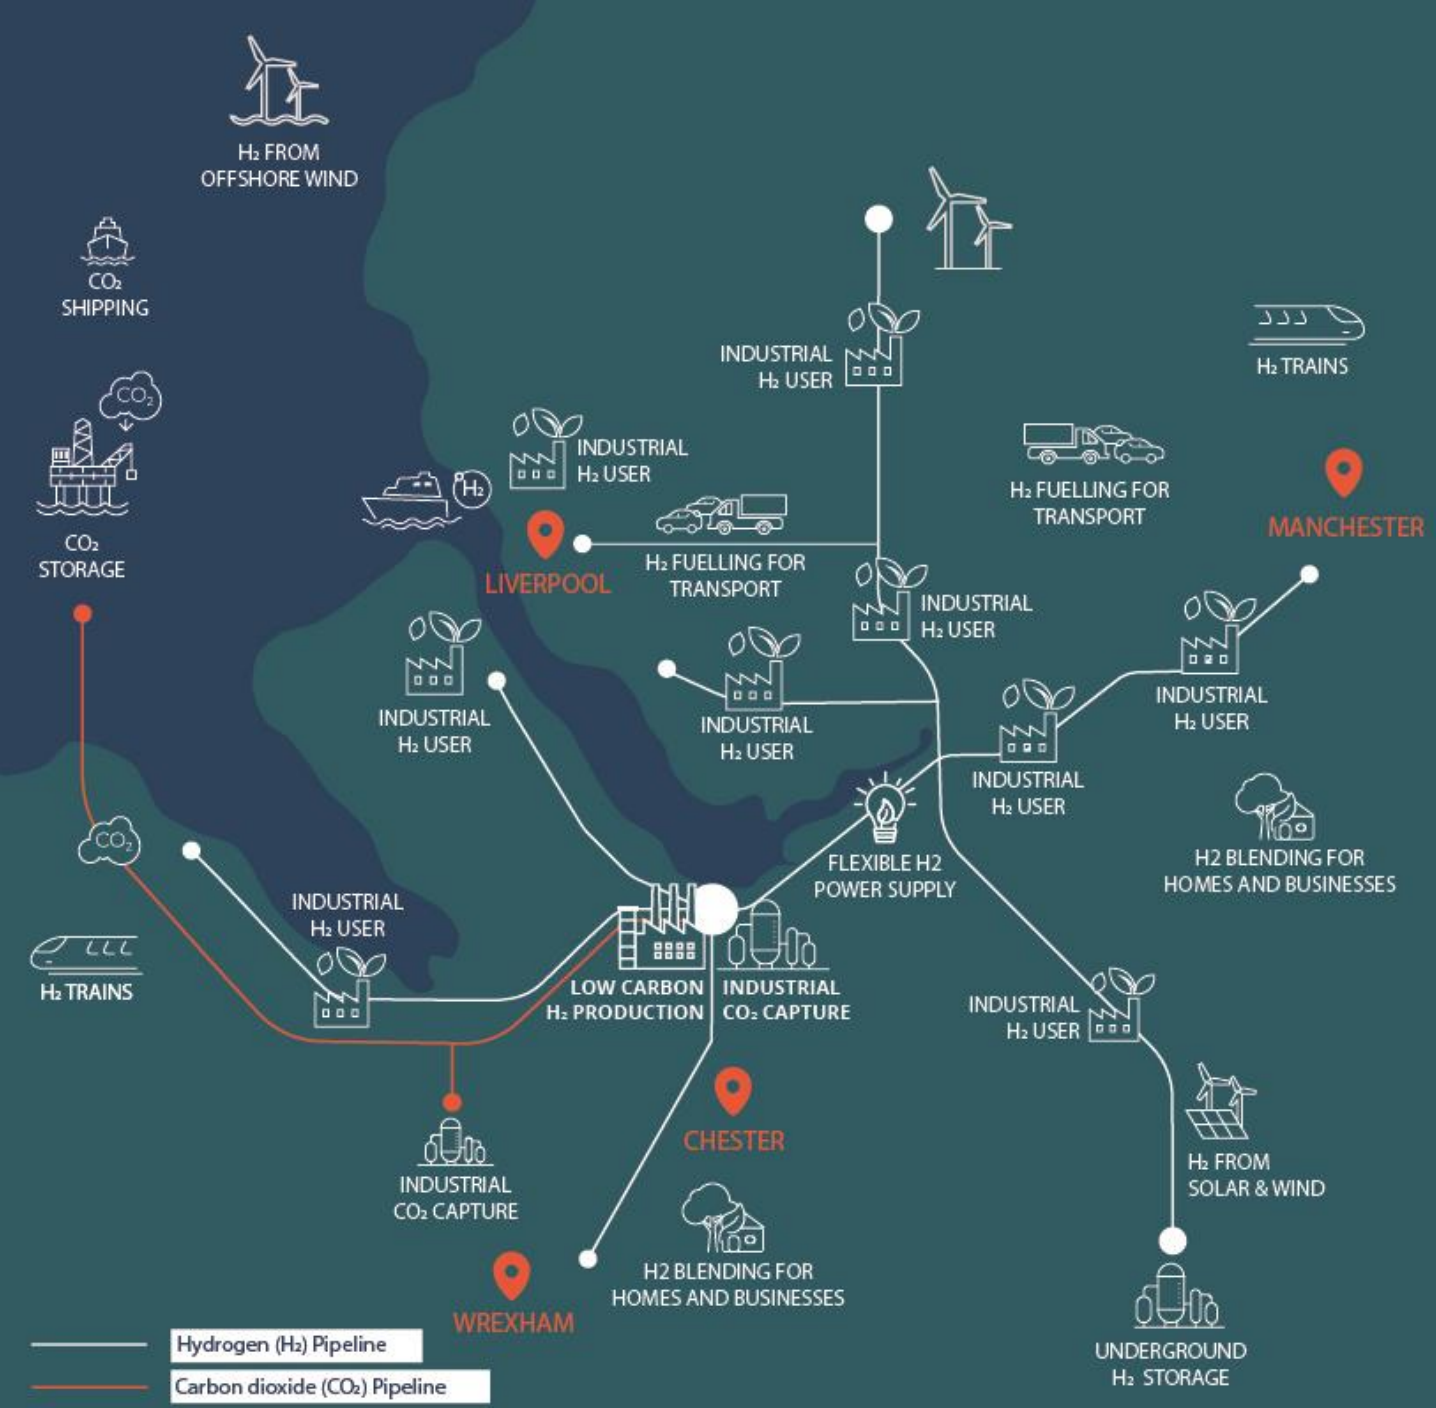 H₂ FROM
OFFSHORE WIND
CO₂
SHIPPING
CO₂
CO₂
STORAGE
INDUSTRIAL
H₂ USER
H₂ TRAINS
INDUSTRIAL
H₂ USER
H₂
LIVERPOOL
H₂ FUELLING FOR
TRANSPORT
H₂ FUELLING FOR
TRANSPORT
MANCHESTER
INDUSTRIAL
H₂ USER
INDUSTRIAL
H₂ USER
INDUSTRIAL
H₂ USER
INDUSTRIAL
H₂ USER
INDUSTRIAL
H₂ USER
FLEXIBLE H2
POWER SUPPLY
H2 BLENDING FOR
HOMES AND BUSINESSES
CO₂
INDUSTRIAL
H₂ USER
H₂ TRAINS
LOW CARBON
H₂ PRODUCTION
INDUSTRIAL
CO₂ CAPTURE
INDUSTRIAL
H₂ USER
CHESTER
INDUSTRIAL
CO₂ CAPTURE
H₂ FROM
SOLAR & WIND
H2 BLENDING FOR
HOMES AND BUSINESSES
WREXHAM
UNDERGROUND
H₂ STORAGE
Hydrogen (H₂) Pipeline
Carbon dioxide (CO₂) Pipeline